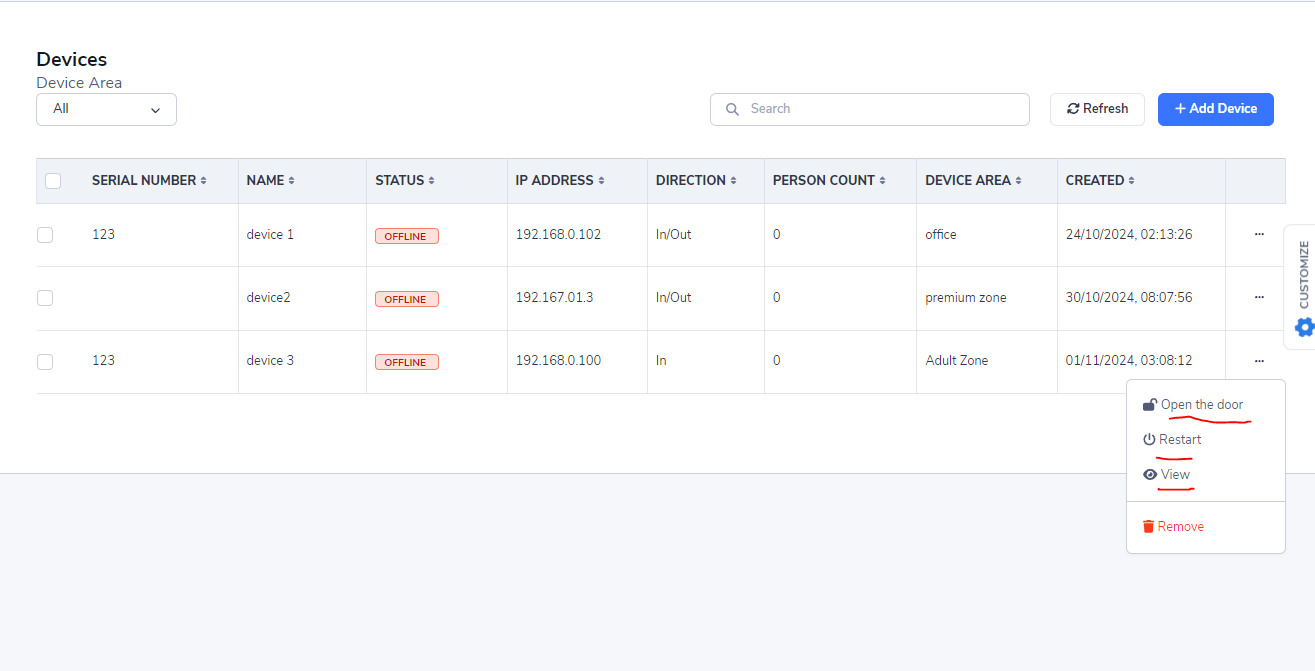 Devices
Device Area
All
Search
Refresh
+ Add Device
SERIAL NUMBER NAME STATUS IP ADDRESS DIRECTION PERSON COUNT DEVICE AREA CREATED
123 device 1 OFFLINE 192.168.0.102 In/Out 0 office 24/10/2024, 02:13:26 ...
device2 OFFLINE 192.167.01.3 In/Out 0 premium zone 30/10/2024, 08:07:56 ...
123 device 3 OFFLINE 192.168.0.100 In 0 Adult Zone 01/11/2024, 03:08:12 ...
CUSTOMIZE
Open the door
Restart
View
Remove